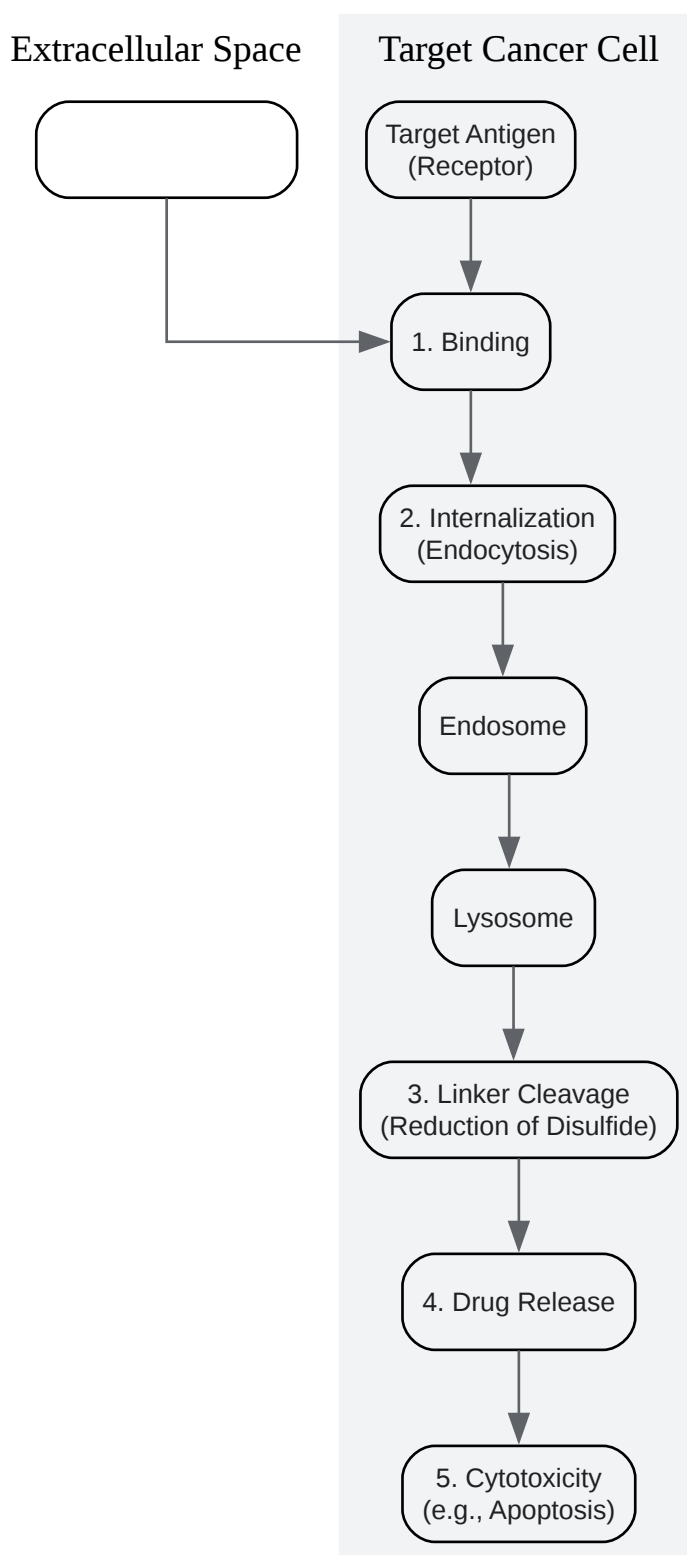 Extracellular Space
Target Cancer Cell
Target Antigen
(Receptor)
1. Binding
2. Internalization
(Endocytosis)
Endosome
Lysosome
3. Linker Cleavage
(Reduction of Disulfide)
4. Drug Release
5. Cytotoxicity
(e.g., Apoptosis)